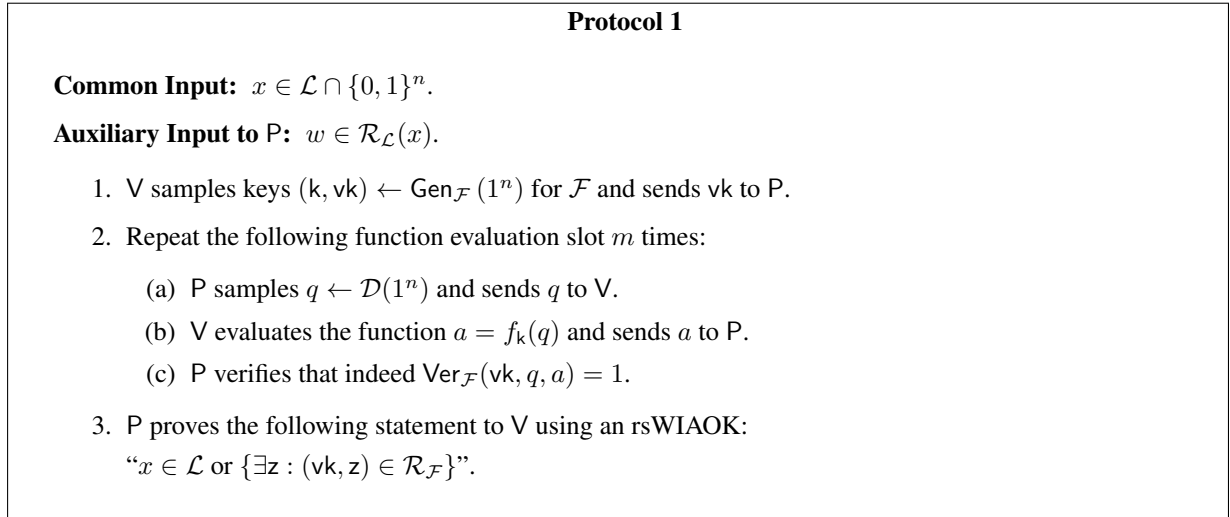 Protocol 1
Common Input: x ∈ ℒ ∩ {0, 1}ⁿ.
Auxiliary Input to P: w ∈ ℛ_ℒ(x).
1. V samples keys (k, vk) ← Gen_ℱ (1ⁿ) for ℱ and sends vk to P.
2. Repeat the following function evaluation slot m times:
(a) P samples q ← 𝒟(1ⁿ) and sends q to V.
(b) V evaluates the function a = f_k(q) and sends a to P.
(c) P verifies that indeed Ver_ℱ(vk, q, a) = 1.
3. P proves the following statement to V using an rsWIAOK:
“x ∈ ℒ or {∃z : (vk, z) ∈ ℛ_ℱ}”.